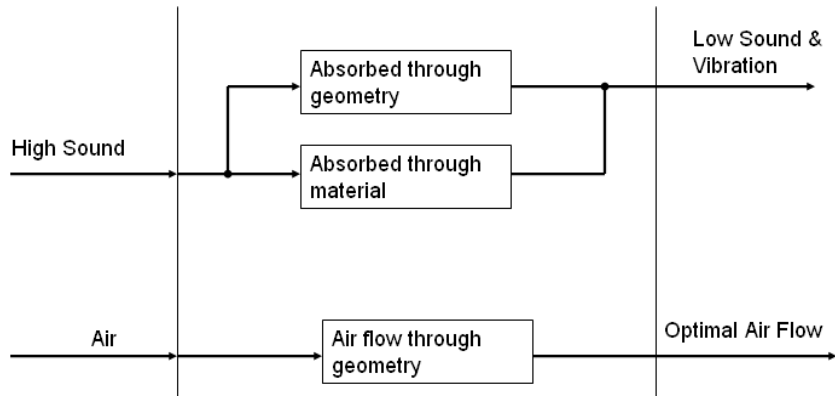 Low Sound &
Vibration
Absorbed through
geometry
High Sound
Absorbed through
material
Air
Air flow through
geometry
Optimal Air Flow